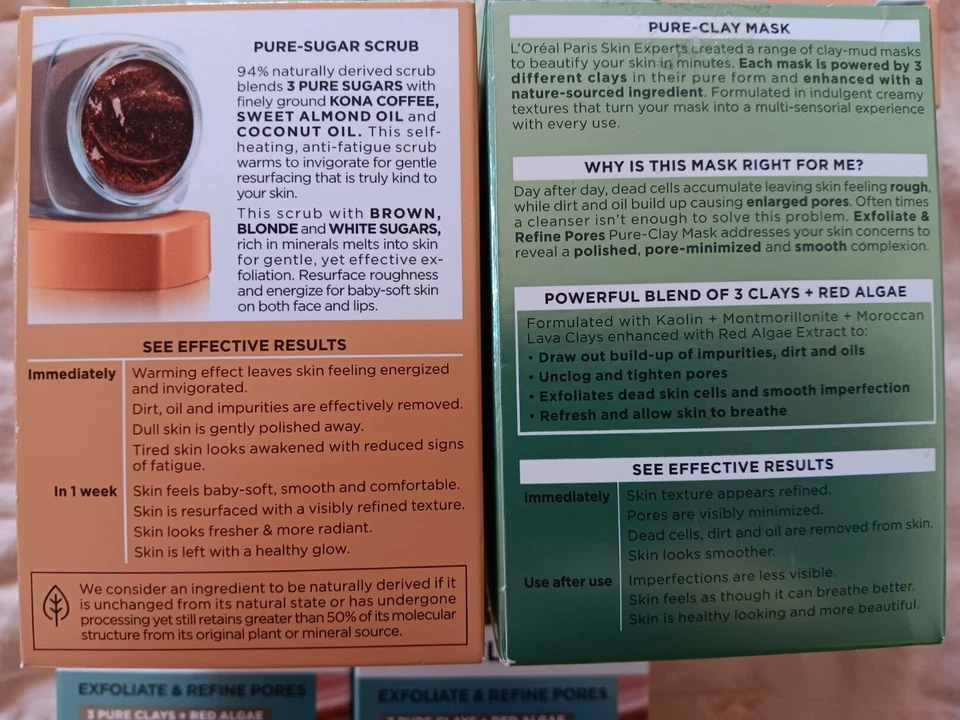 PURE-SUGAR SCRUB
94% naturally derived scrub
blends 3 PURE SUGARS with
finely ground KONA COFFEE,
SWEET ALMOND OIL and
COCONUT OIL. This self-
heating, anti-fatigue scrub
warms to invigorate for gentle
resurfacing that is truly kind to
your skin.
This scrub with BROWN,
BLONDE and WHITE SUGARS,
rich in minerals melts into skin
for gentle, yet effective ex-
foliation. Resurface roughness
and energize for baby-soft skin
on both face and lips.
SEE EFFECTIVE RESULTS
Immediately
Warming effect leaves skin feeling energized
and invigorated.
Dirt, oil and impurities are effectively removed.
Dull skin is gently polished away.
Tired skin looks awakened with reduced signs
of fatigue.
In 1 week
Skin feels baby-soft, smooth and comfortable.
Skin is resurfaced with a visibly refined texture.
Skin looks fresher & more radiant.
Skin is left with a healthy glow.
We consider an ingredient to be naturally derived if it
is unchanged from its natural state or has undergone
processing yet still retains greater than 50% of its molecular
structure from its original plant or mineral source.
PURE-CLAY MASK
L'Oréal Paris Skin Experts created a range of clay-mud masks
to beautify your skin in minutes. Each mask is powered by 3
different clays in their pure form and enhanced with a
nature-sourced ingredient. Formulated in indulgent creamy
textures that turn your mask into a multi-sensorial experience
with every use.
WHY IS THIS MASK RIGHT FOR ME?
Day after day, dead cells accumulate leaving skin feeling rough,
while dirt and oil build up causing enlarged pores. Often times
a cleanser isn't enough to solve this problem. Exfoliate &
Refine Pores Pure-Clay Mask addresses your skin concerns to
reveal a polished, pore-minimized and smooth complexion.
POWERFUL BLEND OF 3 CLAYS + RED ALGAE
Formulated with Kaolin + Montmorillonite + Moroccan
Lava Clays enhanced with Red Algae Extract to:
• Draw out build-up of impurities, dirt and oils
• Unclog and tighten pores
• Exfoliates dead skin cells and smooth imperfection
• Refresh and allow skin to breathe
SEE EFFECTIVE RESULTS
Immediately
Skin texture appears refined.
Pores are visibly minimized.
Dead cells, dirt and oil are removed from skin.
Skin looks smoother.
Use after use
Imperfections are less visible.
Skin feels as though it can breathe better.
Skin is healthy looking and more beautiful.
EXFOLIATE & REFINE PORES
3 PURE CLAYS + RED ALGAE
EXFOLIATE & REFINE PORES
3 PURE CLAYS + RED ALGAE